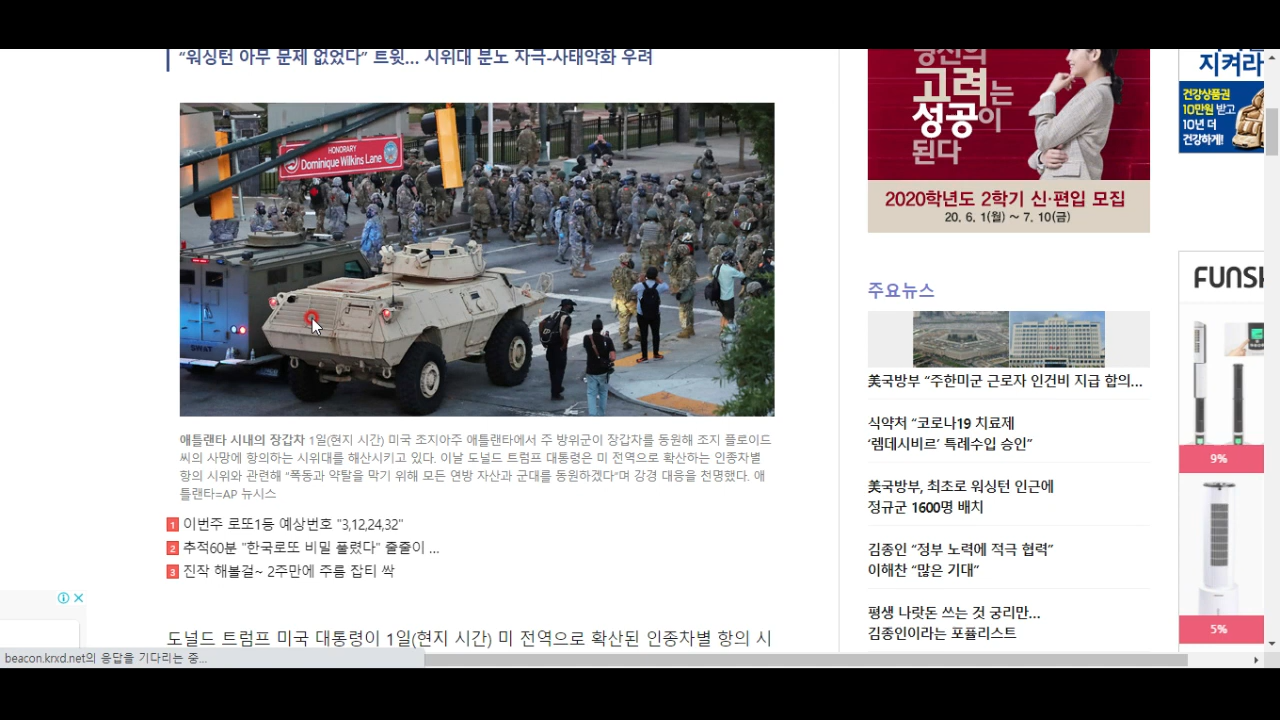 “워싱턴 아무 문제 없었다” 트윗... 시위대 분노 자극-사태악화 우려
HONORARY
Dominique Wilkins Lane
SWAT
애틀랜타 시내의 장갑차 1일(현지 시간) 미국 조지아주 애틀랜타에서 주 방위군이 장갑차를 동원해 조지 플로이드
씨의 사망에 항의하는 시위대를 해산시키고 있다. 이날 도널드 트럼프 대통령은 미 전역으로 확산하는 인종차별
항의 시위와 관련해 “폭동과 약탈을 막기 위해 모든 연방 자산과 군대를 동원하겠다”며 강경 대응을 천명했다. 애
틀랜타=AP 뉴시스
1 이번주 로또1등 예상번호 "3,12,24,32"
2 추적60분 "한국로또 비밀 풀렸다" 줄줄이 ...
3 진작 해볼걸~ 2주만에 주름 잡티 싹
도널드 트럼프 미국 대통령이 1일(현지 시간) 미 전역으로 확산된 인종차별 항의 시
beacon.krxd.net의 응답을 기다리는 중...
당신의
고려는
성공이
된다
2020학년도 2학기 신·편입 모집
20. 6. 1(월) ~ 7. 10(금)
주요뉴스
美국방부 “주한미군 근로자 인건비 지급 합의...
식약처 “코로나19 치료제
‘렘데시비르’ 특례수입 승인”
美국방부, 최초로 워싱턴 인근에
정규군 1600명 배치
김종인 “정부 노력에 적극 협력”
이해찬 “많은 기대”
평생 나랏돈 쓰는 것 궁리만...
김종인이라는 포퓰리스트
지켜라
건강상품권
10만원 받고
10년 더
건강하게!
FUNSH
9%
5%